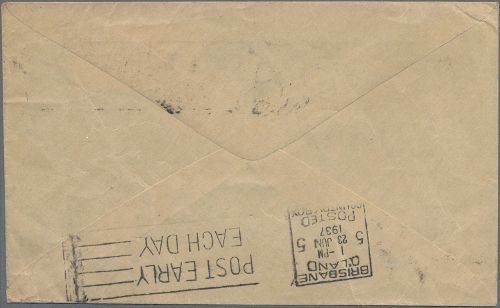 BRISBANE
Q'LAND
1 - PM
5 23 JUN 5
1937
POSTED
POST EARLY
EACH DAY